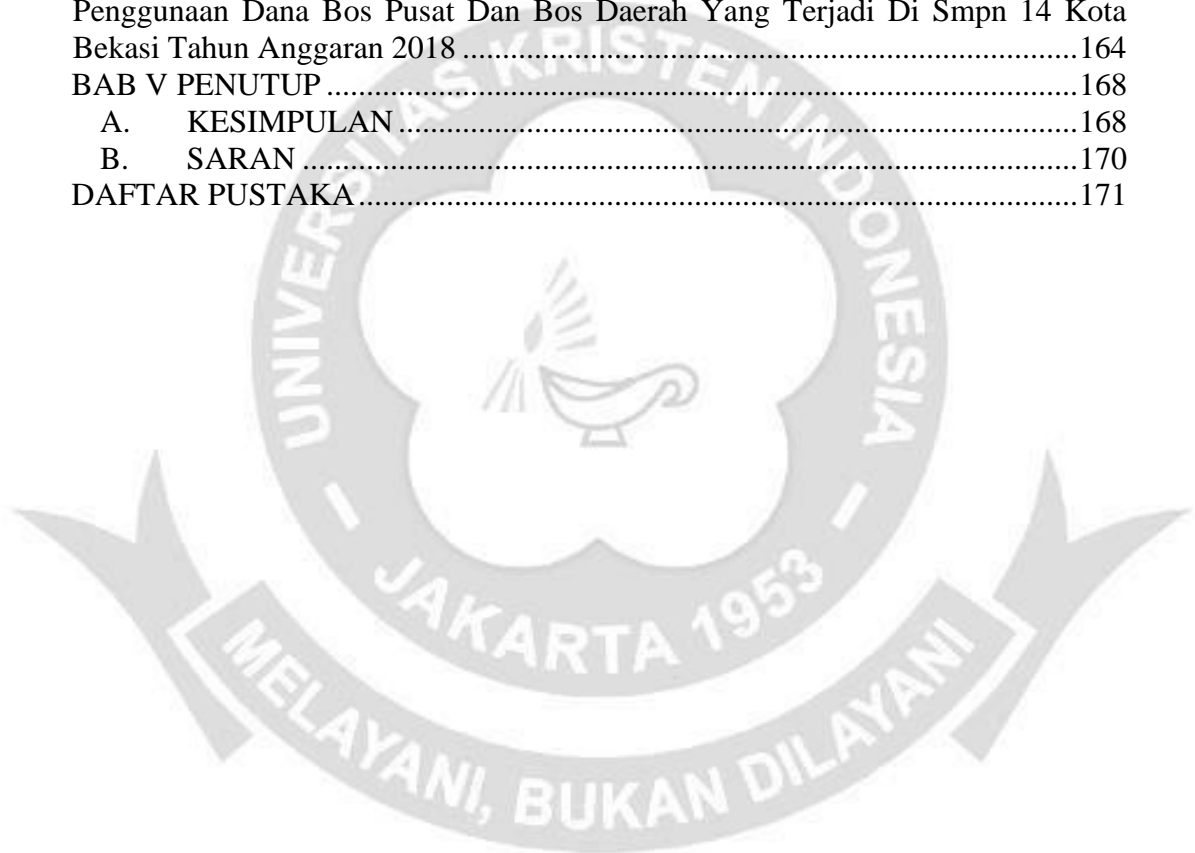 Penggunaan Dana Bos Pusat Dan Bos Daerah Yang Terjadi Di Smpn 14 Kota
Bekasi Tahun Anggaran 2018 ..........................................................................................164
BAB V PENUTUP ..........................................................................................168
A. KESIMPULAN ..........................................................................................168
B. SARAN ..........................................................................................170
DAFTAR PUSTAKA ..........................................................................................171
UNIVERSITAS KRISTEN INDONESIA
- JAKARTA 1953 -
MELAYANI, BUKAN DILAYANI